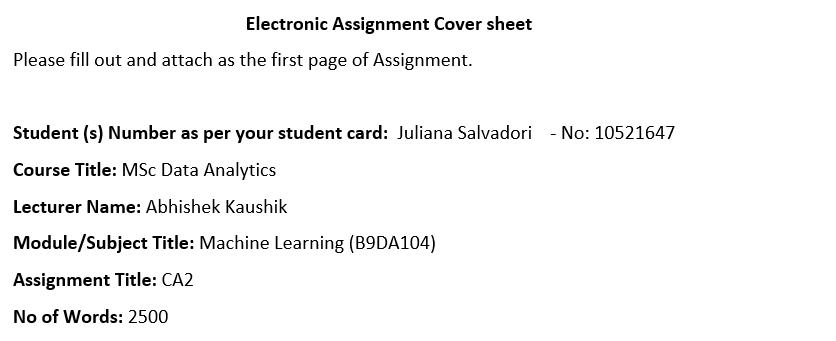 Electronic Assignment Cover sheet
Please fill out and attach as the first page of Assignment.
Student (s) Number as per your student card: Juliana Salvadori - No: 10521647
Course Title: MSc Data Analytics
Lecturer Name: Abhishek Kaushik
Module/Subject Title: Machine Learning (B9DA104)
Assignment Title: CA2
No of Words: 2500